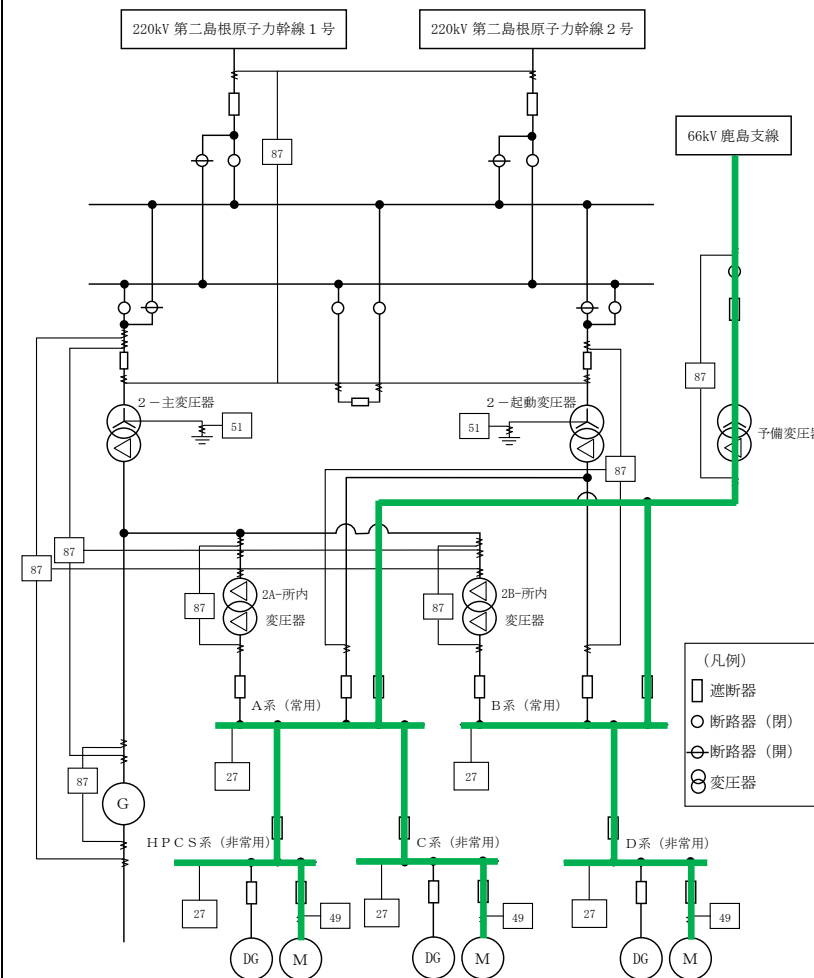 220kV 第二島根原子力幹線１号
220kV 第二島根原子力幹線２号
66kV 鹿島支線
87
87
２－主変圧器
51
２－起動変圧器
51
予備変圧器
87
87
87
2A-所内
変圧器
87
2B-所内
変圧器
87
(凡例)
遮断器
断路器（閉）
断路器（開）
変圧器
Ａ系（常用）
Ｂ系（常用）
27
27
87
G
ＨＰＣＳ系（非常用）
Ｃ系（非常用）
Ｄ系（非常用）
27
49
27
49
27
49
DG
M
DG
M
DG
M